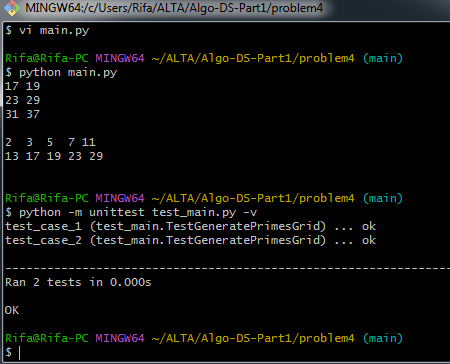 MINGW64:/c/Users/Rifa/ALTA/Algo-DS-Part1/problem4
$ vi main.py
Rifa@Rifa-PC MINGW64 ~/ALTA/Algo-DS-Part1/problem4 (main)
$ python main.py
17 19
23 29
31 37
2  3  5  7 11
13 17 19 23 29
Rifa@Rifa-PC MINGW64 ~/ALTA/Algo-DS-Part1/problem4 (main)
$ python -m unittest test_main.py -v
test_case_1 (test_main.TestGeneratePrimesGrid) ... ok
test_case_2 (test_main.TestGeneratePrimesGrid) ... ok
----------------------------------------------------------------------
Ran 2 tests in 0.000s
OK
Rifa@Rifa-PC MINGW64 ~/ALTA/Algo-DS-Part1/problem4 (main)
$